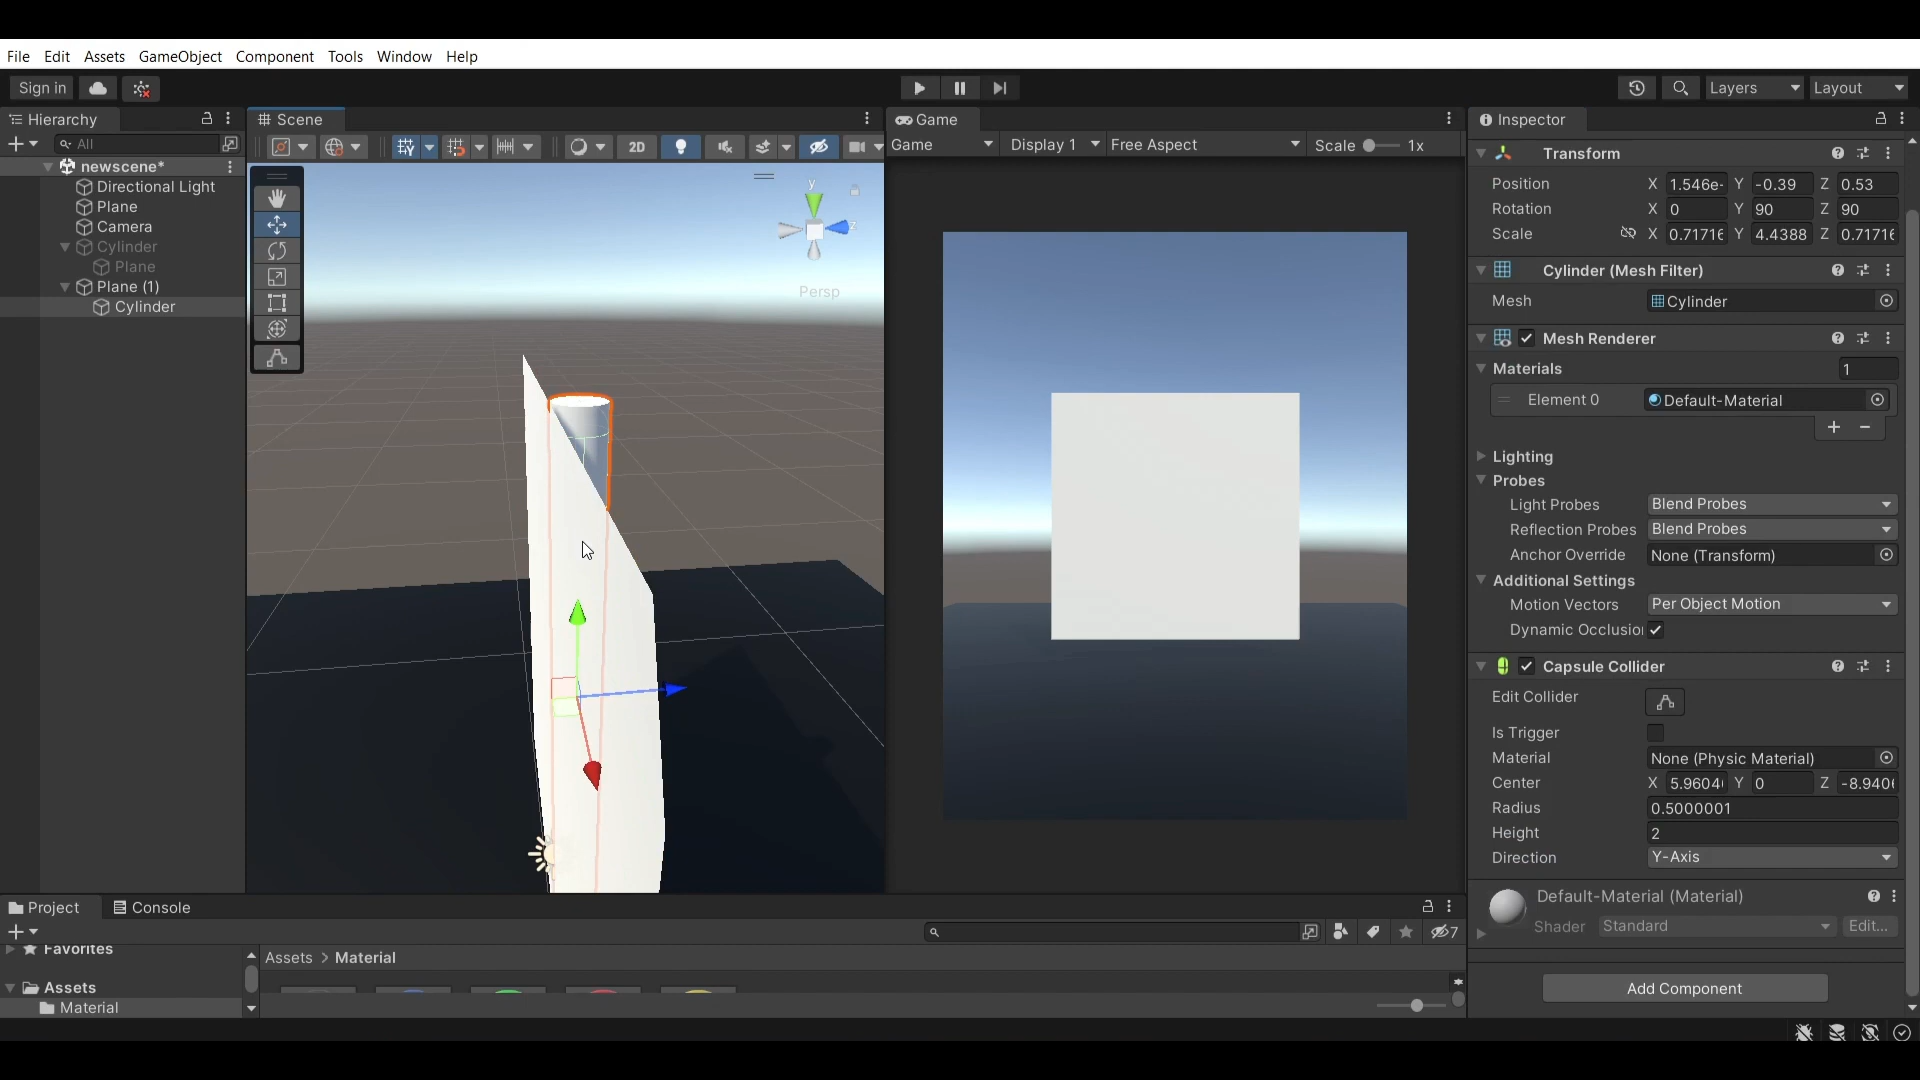 File Edit Assets GameObject Component Tools Window Help
Sign in
Layers Layout
Hierarchy
All
newscene*
Directional Light
Plane
Camera
Cylinder
Plane
Plane (1)
Cylinder
Scene
2D
y
z
Persp
Game
Game Display 1 Free Aspect Scale 1x
Inspector
Transform
Position X 1.546e- Y -0.39 Z 0.53
Rotation X 0 Y 90 Z 90
Scale X 0.71716 Y 4.4388 Z 0.71716
Cylinder (Mesh Filter)
Mesh Cylinder
Mesh Renderer
Materials 1
Element 0 Default-Material
Lighting
Probes
Light Probes Blend Probes
Reflection Probes Blend Probes
Anchor Override None (Transform)
Additional Settings
Motion Vectors Per Object Motion
Dynamic Occlusio
Capsule Collider
Edit Collider
Is Trigger
Material None (Physic Material)
Center X 5.9604 Y 0 Z -8.940
Radius 0.5000001
Height 2
Direction Y-Axis
Default-Material (Material)
Shader Standard Edit...
Add Component
Project Console
7
Favorites
Assets
Material
Assets > Material